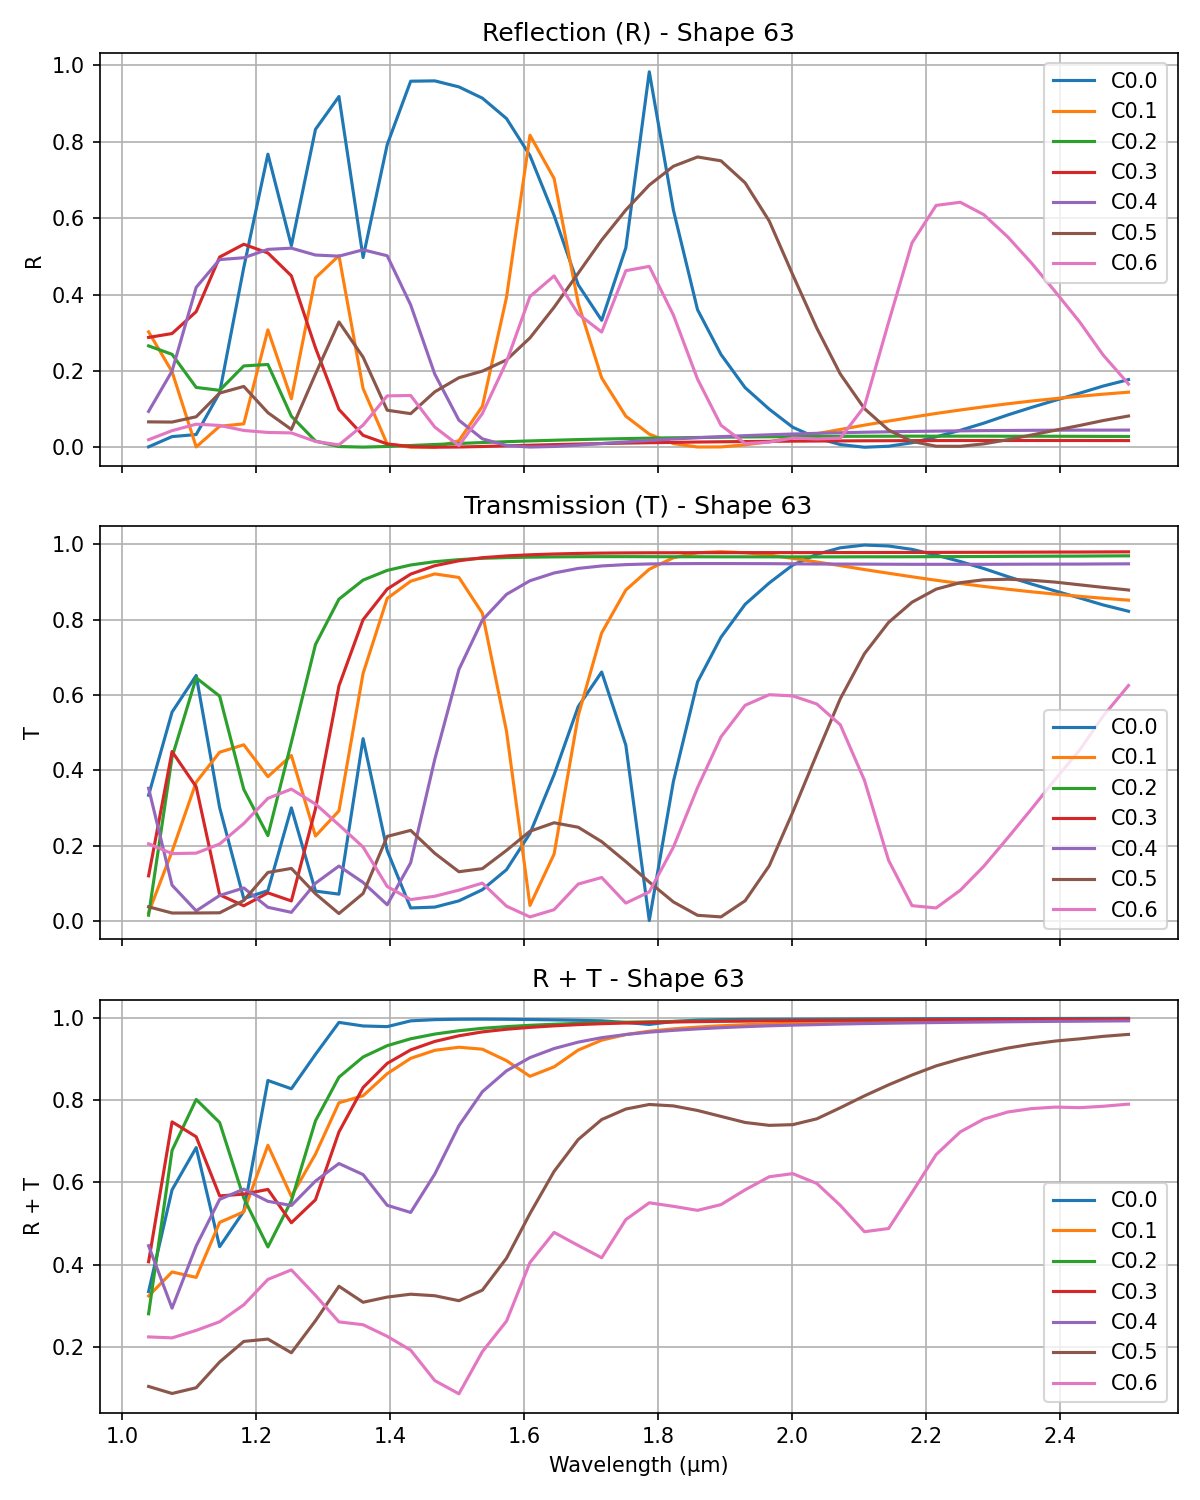 Reflection (R) - Shape 63
1.0
0.8
0.6
0.4
0.2
0.0
R
C0.0
C0.1
C0.2
C0.3
C0.4
C0.5
C0.6
Transmission (T) - Shape 63
1.0
0.8
0.6
0.4
0.2
0.0
T
C0.0
C0.1
C0.2
C0.3
C0.4
C0.5
C0.6
R + T - Shape 63
1.0
0.8
0.6
0.4
0.2
R + T
C0.0
C0.1
C0.2
C0.3
C0.4
C0.5
C0.6
1.0 1.2 1.4 1.6 1.8 2.0 2.2 2.4
Wavelength (μm)